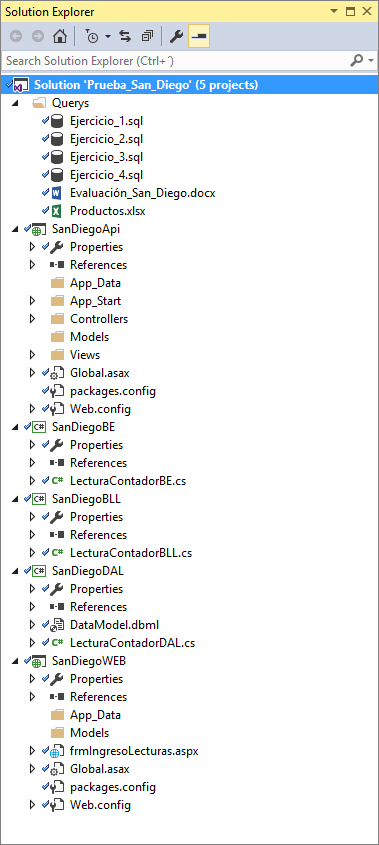 Solution Explorer
Search Solution Explorer (Ctrl+´)
Solution 'Prueba_San_Diego' (5 projects)
Querys
Ejercicio_1.sql
Ejercicio_2.sql
Ejercicio_3.sql
Ejercicio_4.sql
Evaluación_San_Diego.docx
Productos.xlsx
SanDiegoApi
Properties
References
App_Data
App_Start
Controllers
Models
Views
Global.asax
packages.config
Web.config
C# SanDiegoBE
Properties
References
C# LecturaContadorBE.cs
C# SanDiegoBLL
Properties
References
C# LecturaContadorBLL.cs
C# SanDiegoDAL
Properties
References
DataModel.dbml
C# LecturaContadorDAL.cs
SanDiegoWEB
Properties
References
App_Data
Models
frmIngresoLecturas.aspx
Global.asax
packages.config
Web.config